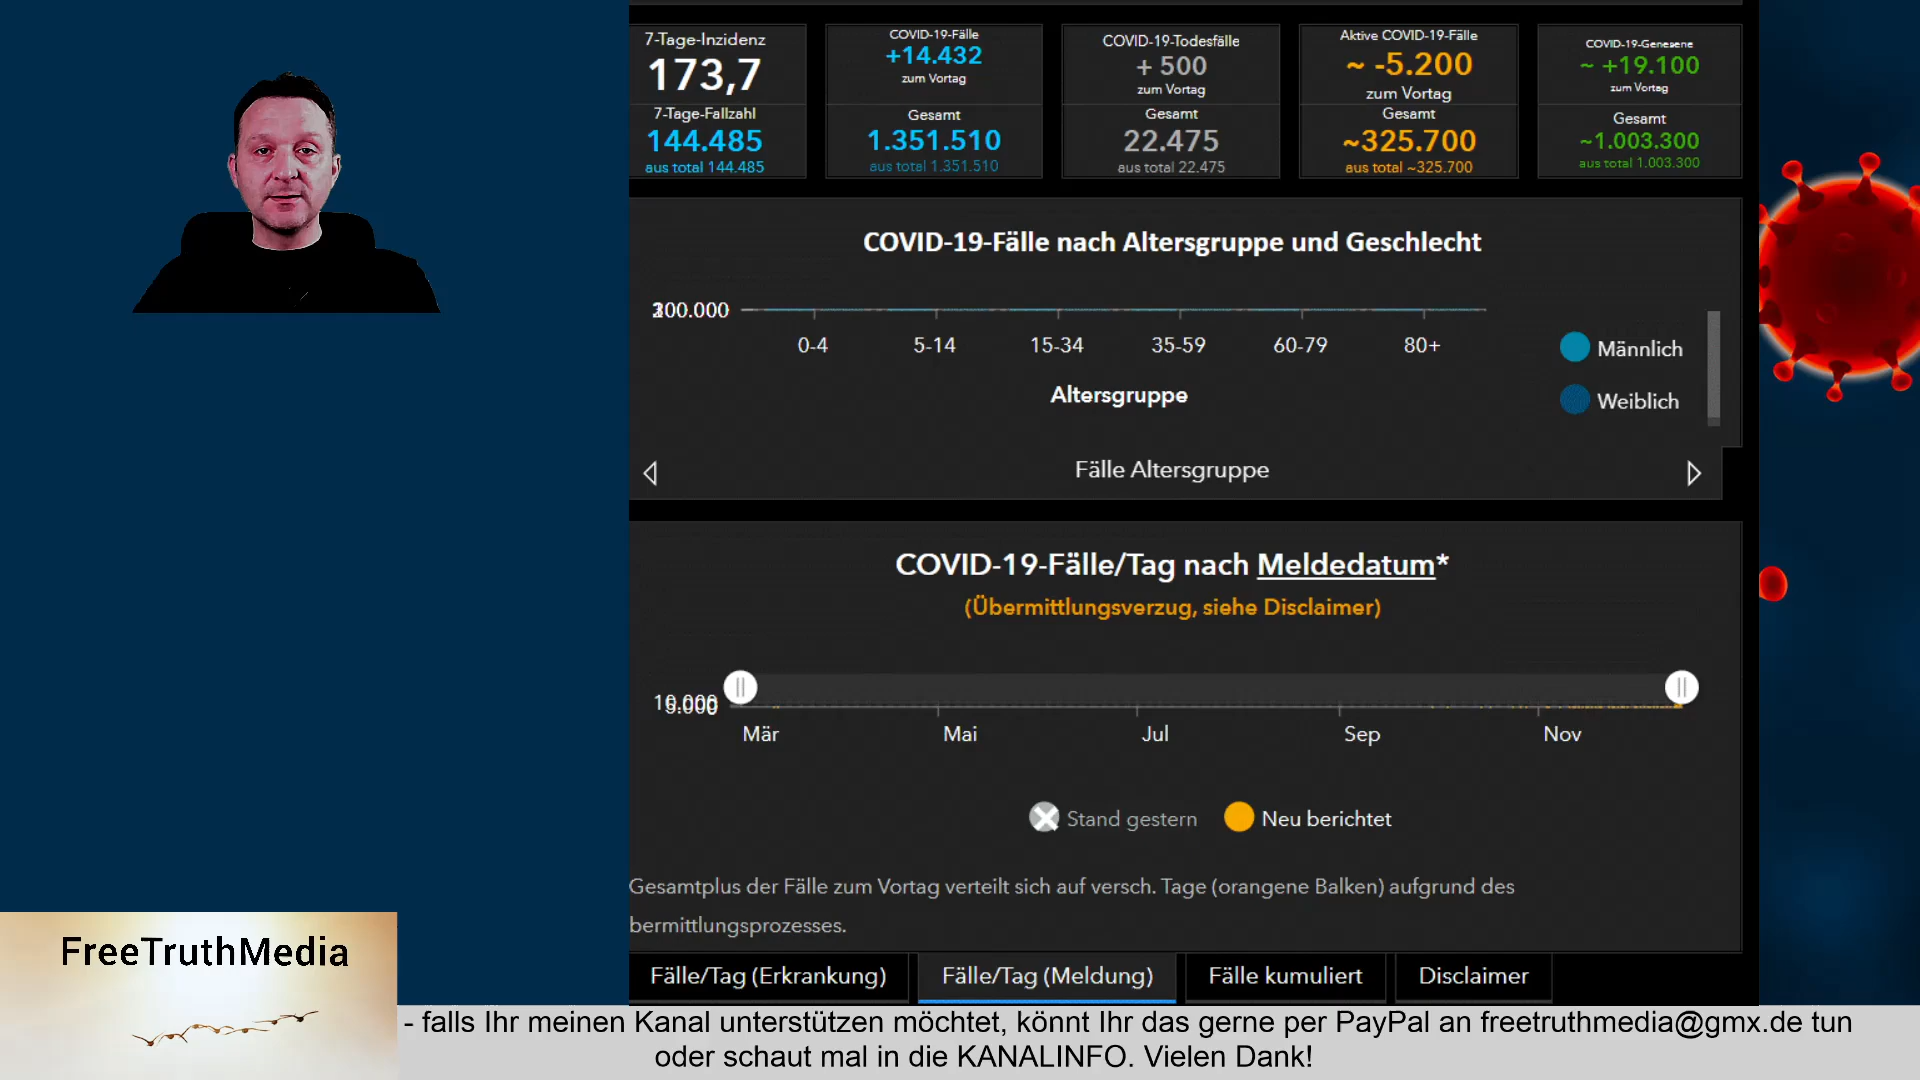 7-Tage-Inzidenz
173,7
7-Tage-Fallzahl
144.485
aus total 144.485
COVID-19-Fälle
+14.432
zum Vortag
Gesamt
1.351.510
aus total 1.351.510
COVID-19-Todesfälle
+ 500
zum Vortag
Gesamt
22.475
aus total 22.475
Aktive COVID-19-Fälle
~ -5.200
zum Vortag
Gesamt
~325.700
aus total ~325.700
COVID-19-Genesene
~ +19.100
zum Vortag
Gesamt
~1.003.300
aus total 1.003.300
COVID-19-Fälle nach Altersgruppe und Geschlecht
0-4 5-14 15-34 35-59 60-79 80+
Altersgruppe
Männlich
Weiblich
Fälle Altersgruppe
COVID-19-Fälle/Tag nach Meldedatum*
(Übermittlungsverzug, siehe Disclaimer)
Mär Mai Jul Sep Nov
Stand gestern Neu berichtet
Gesamtplus der Fälle zum Vortag verteilt sich auf versch. Tage (orangene Balken) aufgrund des
bermittlungsprozesses.
Fälle/Tag (Erkrankung) Fälle/Tag (Meldung) Fälle kumuliert Disclaimer
FreeTruthMedia
- falls Ihr meinen Kanal unterstützen möchtet, könnt Ihr das gerne per PayPal an freetruthmedia@gmx.de tun
oder schaut mal in die KANALINFO. Vielen Dank!